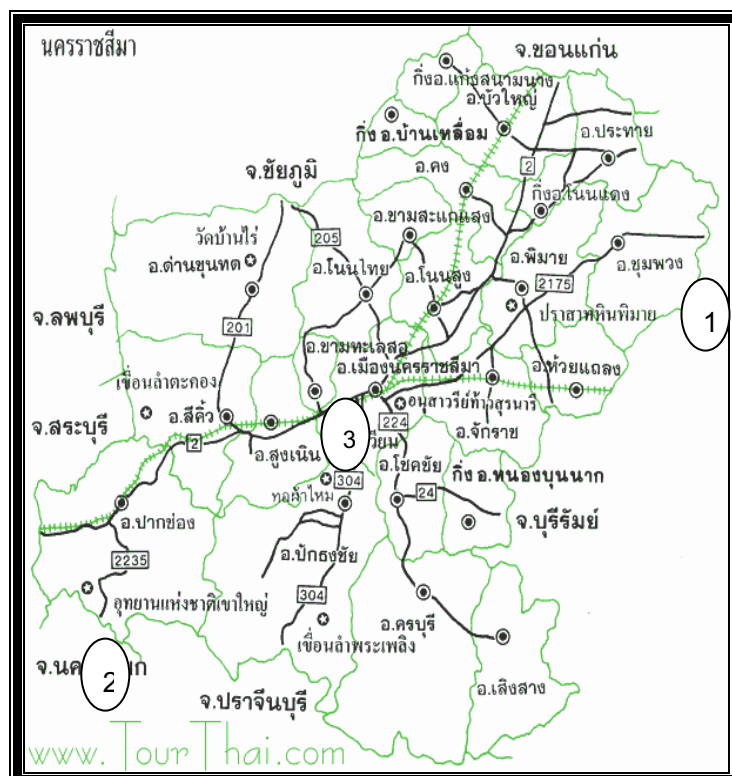 นครราชสีมา
จ.ขอนแก่น
กิ่งอ.แก้งสนามนาง
อ.บัวใหญ่
กิ่ง อ.บ้านเหลื่อม
อ.ประทาย
อ.คง
2
จ.ชัยภูมิ
กิ่งอ.โนนแดง
อ.ขามสะแกแสง
วัดบ้านไร่
205
อ.ด่านขุนทด
อ.โนนไทย
อ.โนนสูง
อ.พิมาย
อ.ชุมพวง
2175
จ.ลพบุรี
ปราสาทหินพิมาย
1
201
อ.ขามทะเลสอ
อ.เมืองนครราชสีมา
อ.ห้วยแถลง
เขื่อนลำตะคอง
อ.สีคิ้ว
อนุสาวรีย์ท้าวสุรนารี
จ.สระบุรี
224
อ.จักราช
2
3
อ.สูงเนิน
อ.โชคชัย
กิ่ง อ.หนองบุนนาก
304
ทอผ้าไหม
24
จ.บุรีรัมย์
อ.ปากช่อง
2235
อ.ปักธงชัย
304
อุทยานแห่งชาติเขาใหญ่
เขื่อนลำพระเพลิง
อ.ครบุรี
2
จ.ปราจีนบุรี
อ.เสิงสาง
www.TourThai.com